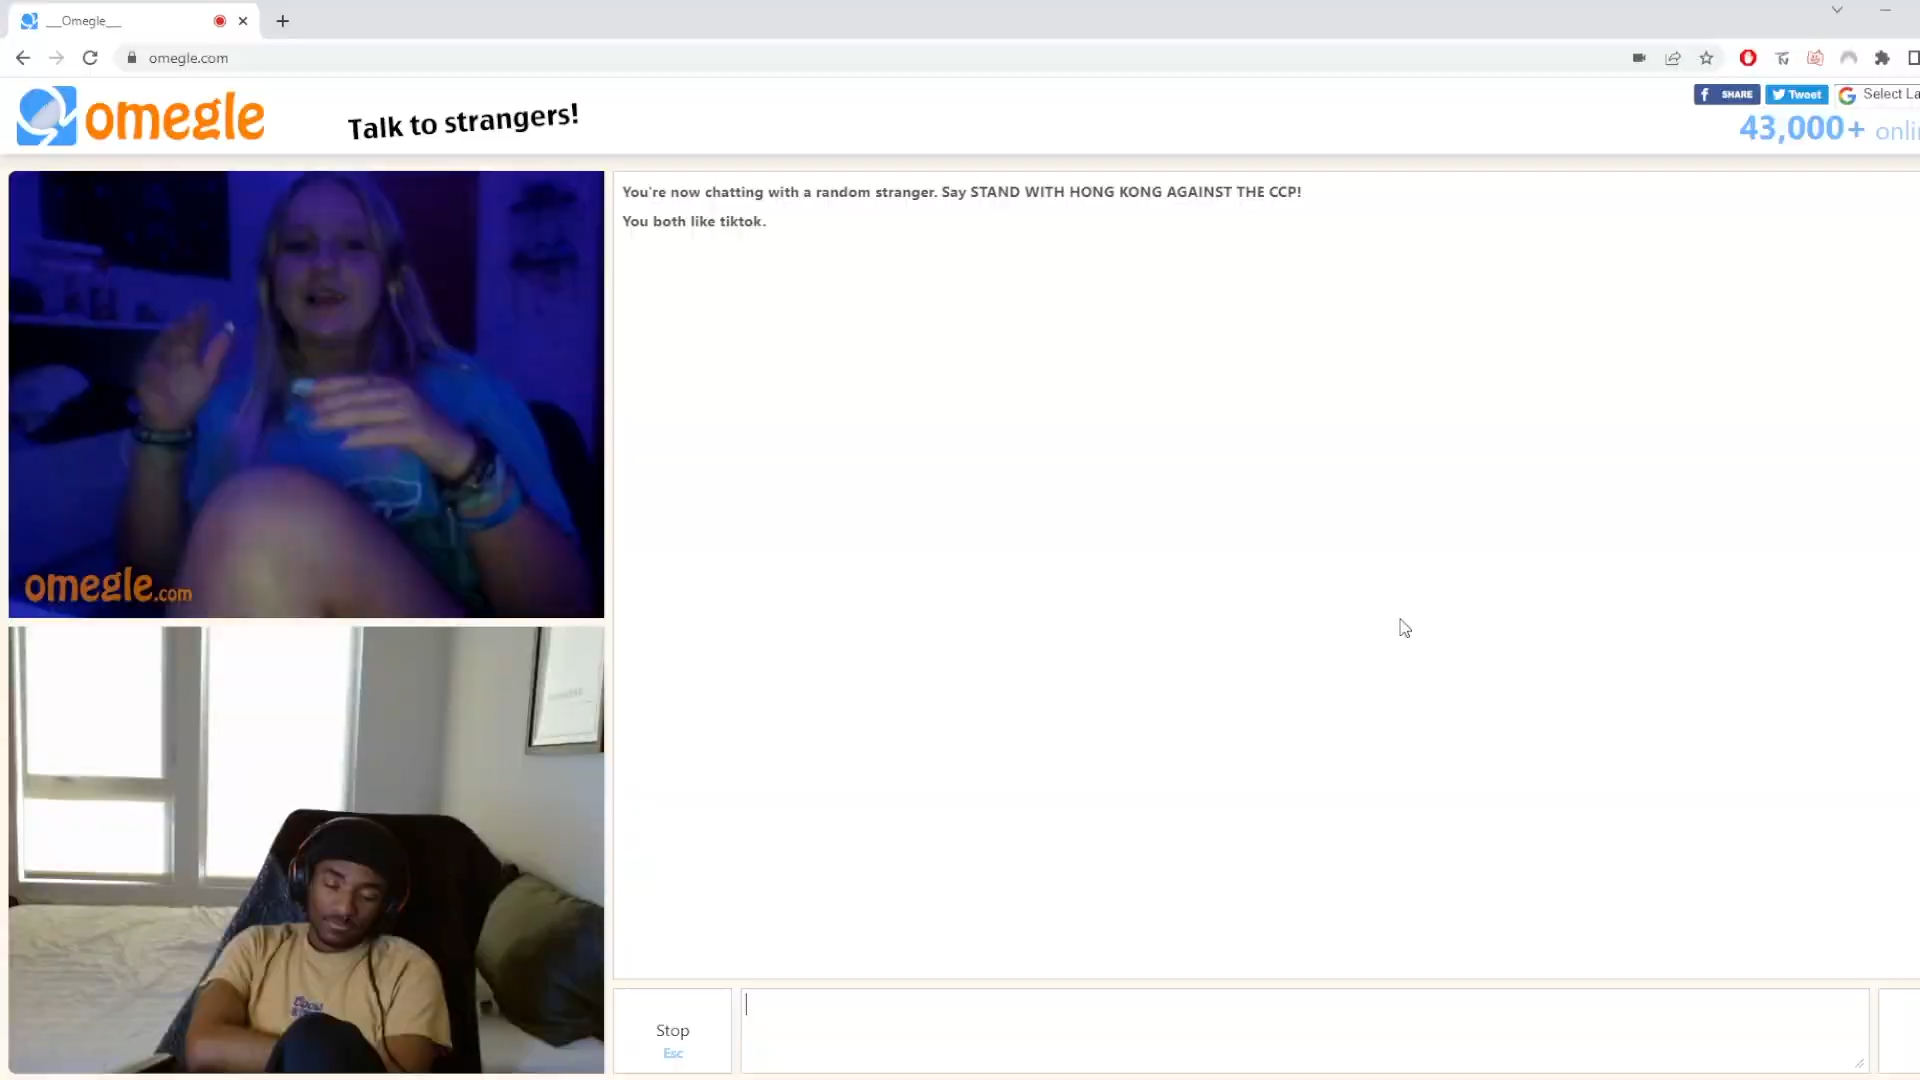 __Omegle__
omegle.com
omegle
Talk to strangers!
SHARE
Tweet
Select La
43,000+ onli
You're now chatting with a random stranger. Say STAND WITH HONG KONG AGAINST THE CCP!
You both like tiktok.
omegle.com
Stop
Esc